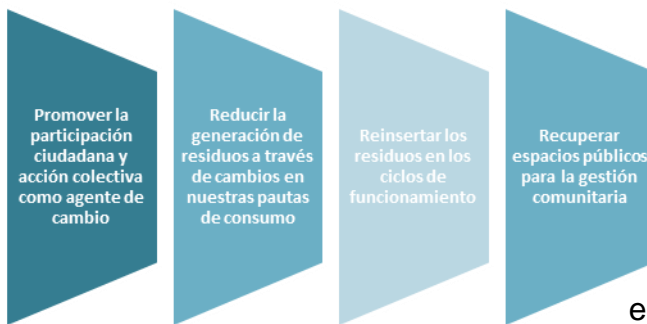 Promover la
participación
ciudadana y
acción colectiva
como agente de
cambio
Reducir la
generación de
residuos a través
de cambios en
nuestras pautas
de consumo
Reinsertar los
residuos en los
ciclos de
funcionamiento
Recuperar
espacios públicos
para la gestión
comunitaria
e